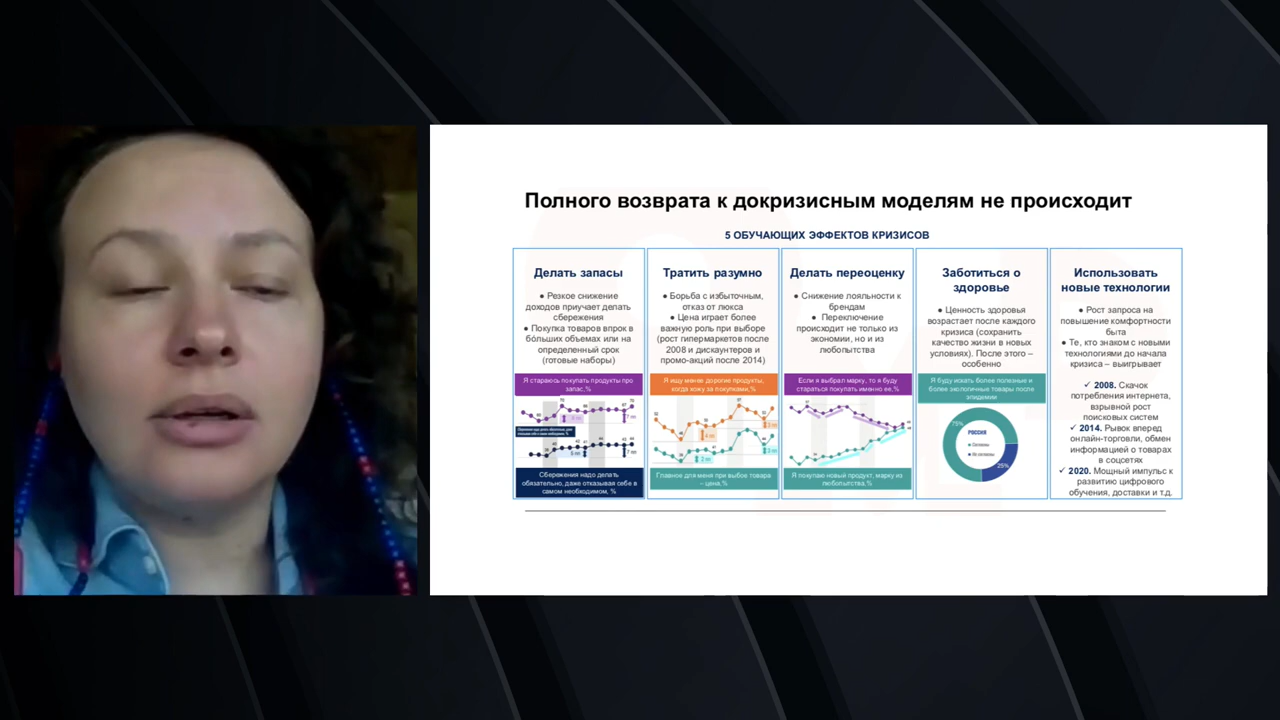 Полного возврата к докризисным моделям не происходит
5 ОБУЧАЮЩИХ ЭФФЕКТОВ КРИЗИСОВ
Делать запасы
● Резкое снижение
доходов приучает делать
сбережения
● Покупка товаров впрок в
бóльших объемах или на
определенный срок
(готовые наборы)
Я стараюсь покупать продукты про
запас,%
Сбережения надо делать
обязательно, даже отказывая себе в
самом необходимом, %
Тратить разумно
● Борьба с избыточным,
отказ от люкса
● Цена играет более
важную роль при выборе
(рост гипермаркетов после
2008 и дискаунтеров и
промо-акций после 2014)
Я ищу менее дорогие продукты,
когда хожу за покупками,%
Главное для меня при выбое товара
– цена,%
Делать переоценку
● Снижение лояльности к
брендам
● Переключение
происходит не только из
экономии, но и из
любопытства
Если я выбрал марку, то я буду
стараться покупать именно ее,%
Я покупаю новый продукт, марку из
любопытства,%
Заботиться о
здоровье
● Ценность здоровья
возрастает после каждого
кризиса (сохранить
качество жизни в новых
условиях). После этого –
особенно
Я буду искать более полезные и
более экологичные товары после
эпидемии
75%
РОССИЯ
Согласны
Не согласны
25%
Использовать
новые технологии
● Рост запроса на
повышение комфортности
быта
● Те, кто знаком с новыми
технологиями до начала
кризиса – выигрывает
✓ 2008. Скачок
потребления интернета,
взрывной рост
поисковых систем
✓ 2014. Рывок вперед
онлайн-торговли, обмен
информацией о товарах
в соцсетях
✓ 2020. Мощный импульс к
развитию цифрового
обучения, доставки и т.д.